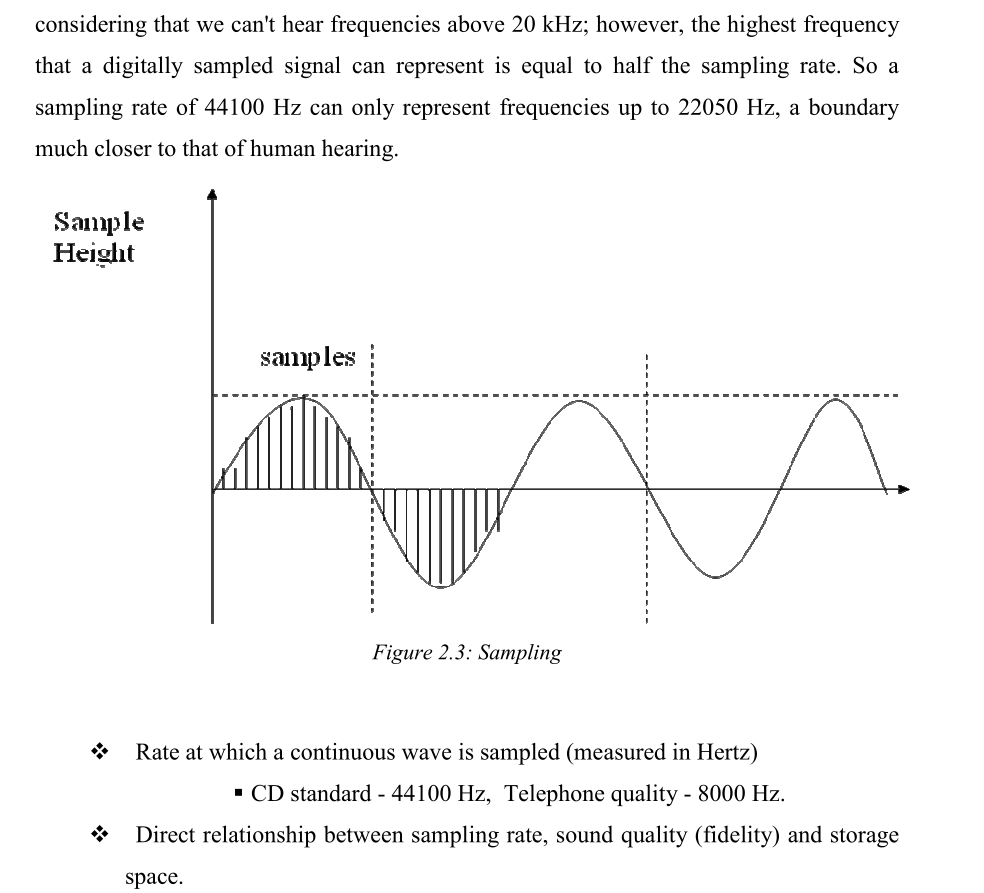 considering that we can't hear frequencies above 20 kHz; however, the highest frequency
that a digitally sampled signal can represent is equal to half the sampling rate. So a
sampling rate of 44100 Hz can only represent frequencies up to 22050 Hz, a boundary
much closer to that of human hearing.
Sample
Height
samples
Figure 2.3: Sampling
❖ Rate at which a continuous wave is sampled (measured in Hertz)
▪ CD standard - 44100 Hz, Telephone quality - 8000 Hz.
❖ Direct relationship between sampling rate, sound quality (fidelity) and storage
space.